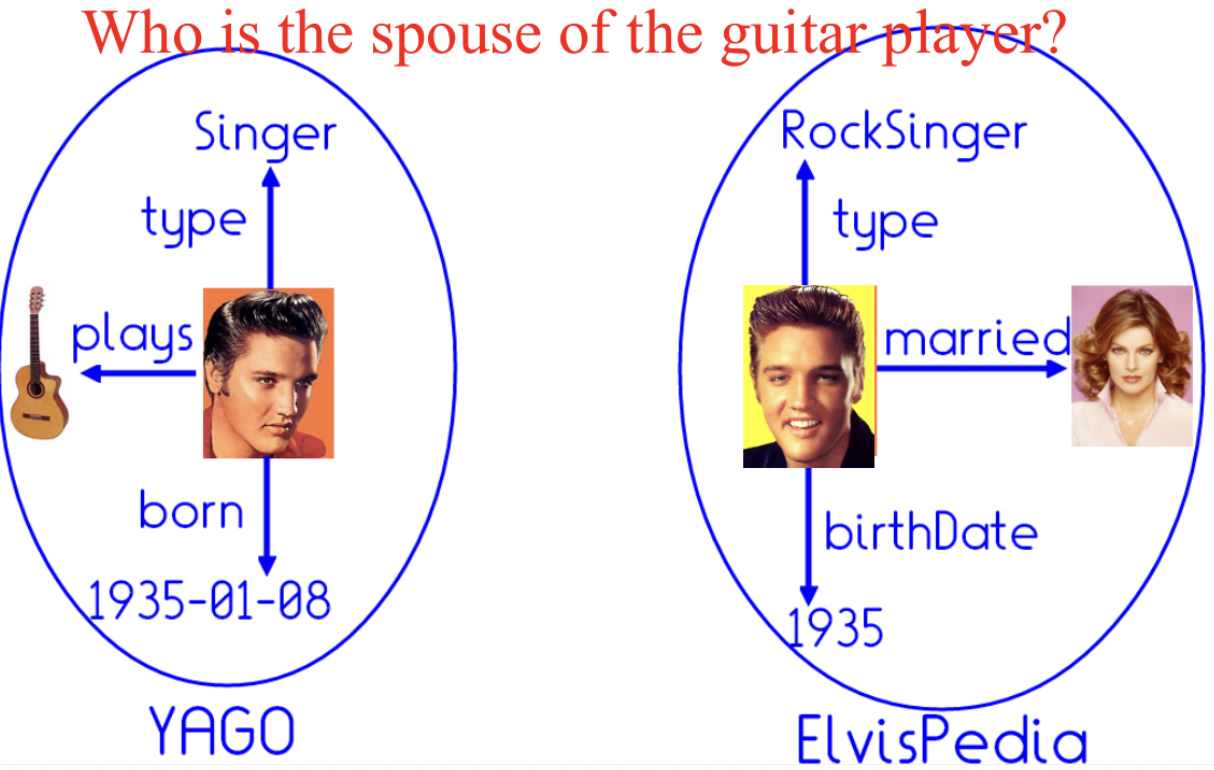 Who is the spouse of the guitar player?
Singer
type
plays
born
1935-01-08
YAGO
RockSinger
type
married
birthDate
1935
ElvisPedia